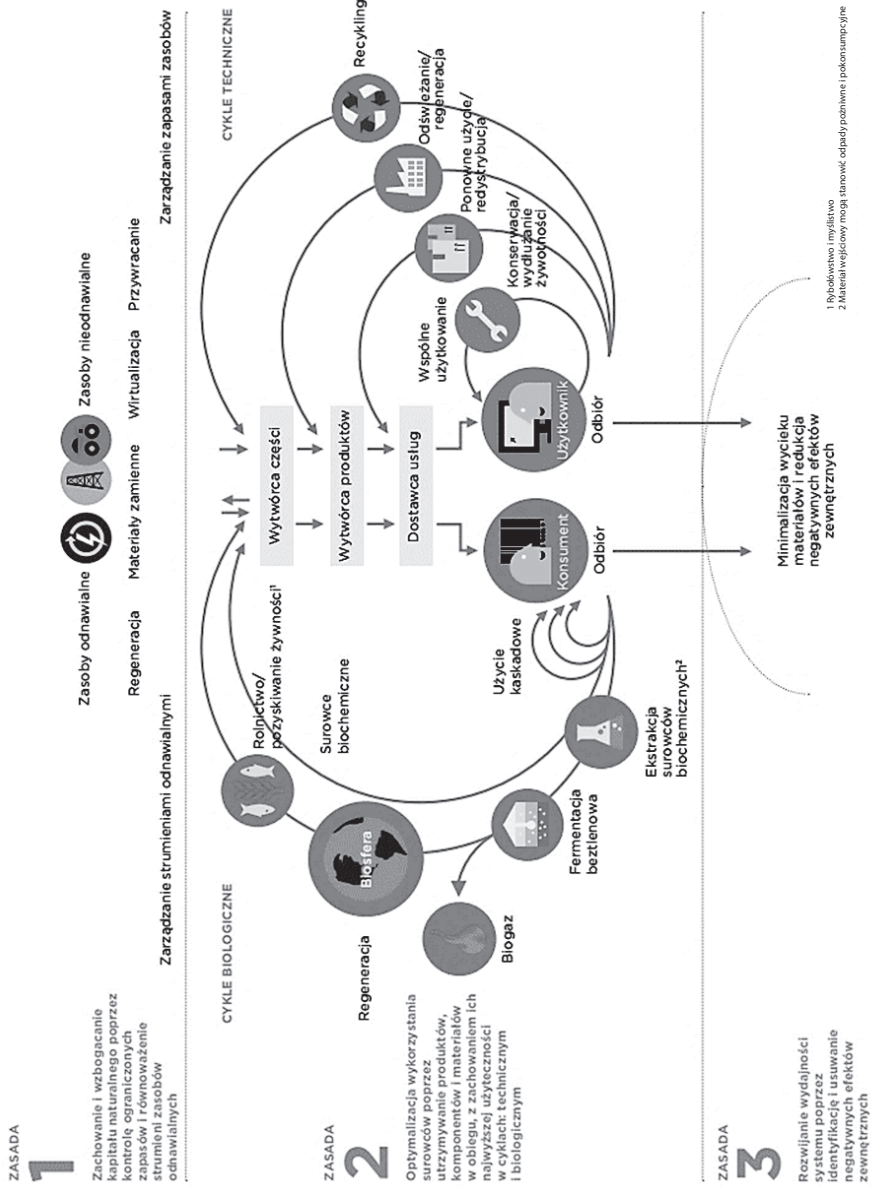 ZASADA
1
Zachowanie i wzbogacanie
kapitału naturalnego poprzez
kontrolę ograniczonych
zapasów i równoważenie
strumieni zasobów
odnawialnych
Zasoby odnawialne
Zasoby nieodnawialne
Regeneracja
Materiały zamienne
Wirtualizacja
Przywracanie
Zarządzanie strumieniami odnawialnymi
Zarządzanie zapasami zasobów
ZASADA
2
Optymalizacja wykorzystania
surowców poprzez
utrzymywanie produktów,
komponentów i materiałów
w obiegu, z zachowaniem ich
najwyższej użyteczności
w cyklach: technicznym
i biologicznym
CYKLE BIOLOGICZNE
CYKLE TECHNICZNE
Rolnictwo/
pozyskiwanie żywności¹
Surowce
biochemiczne
Biosfera
Regeneracja
Biogaz
Fermentacja
beztlenowa
Ekstrakcja
surowców
biochemicznych²
Użycie
kaskadowe
Wytwórca części
Wytwórca produktów
Dostawca usług
Konsument
Odbiór
Użytkownik
Odbiór
Wspólne
użytkowanie
Konserwacja/
wydłużanie
żywotności
Ponowne użycie/
redystrybucja
Odświeżanie/
regeneracja
Recykling
ZASADA
3
Rozwijanie wydajności
systemu poprzez
identyfikację i usuwanie
negatywnych efektów
zewnętrznych
Minimalizacja wycieku
materiałów i redukcja
negatywnych efektów
zewnętrznych
1 Rybołówstwo i myślistwo
2 Materiał wejściowy mogą stanowić odpady pożniwne i pokonsumpcyjne